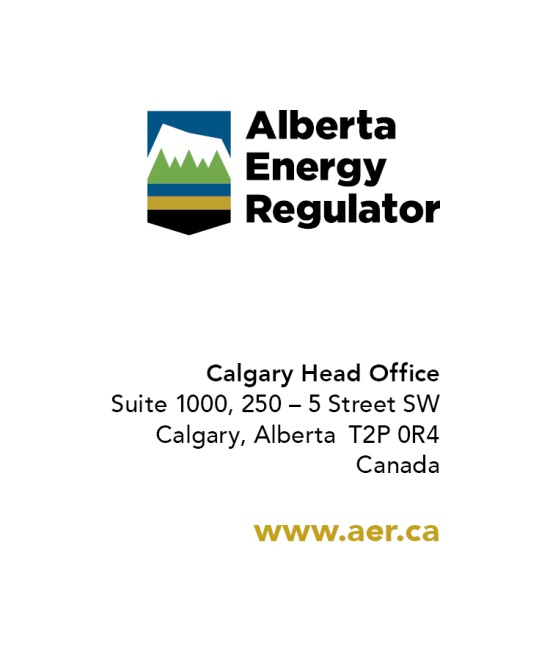 Alberta
Energy
Regulator
Calgary Head Office
Suite 1000, 250 – 5 Street SW
Calgary, Alberta  T2P 0R4
Canada
www.aer.ca